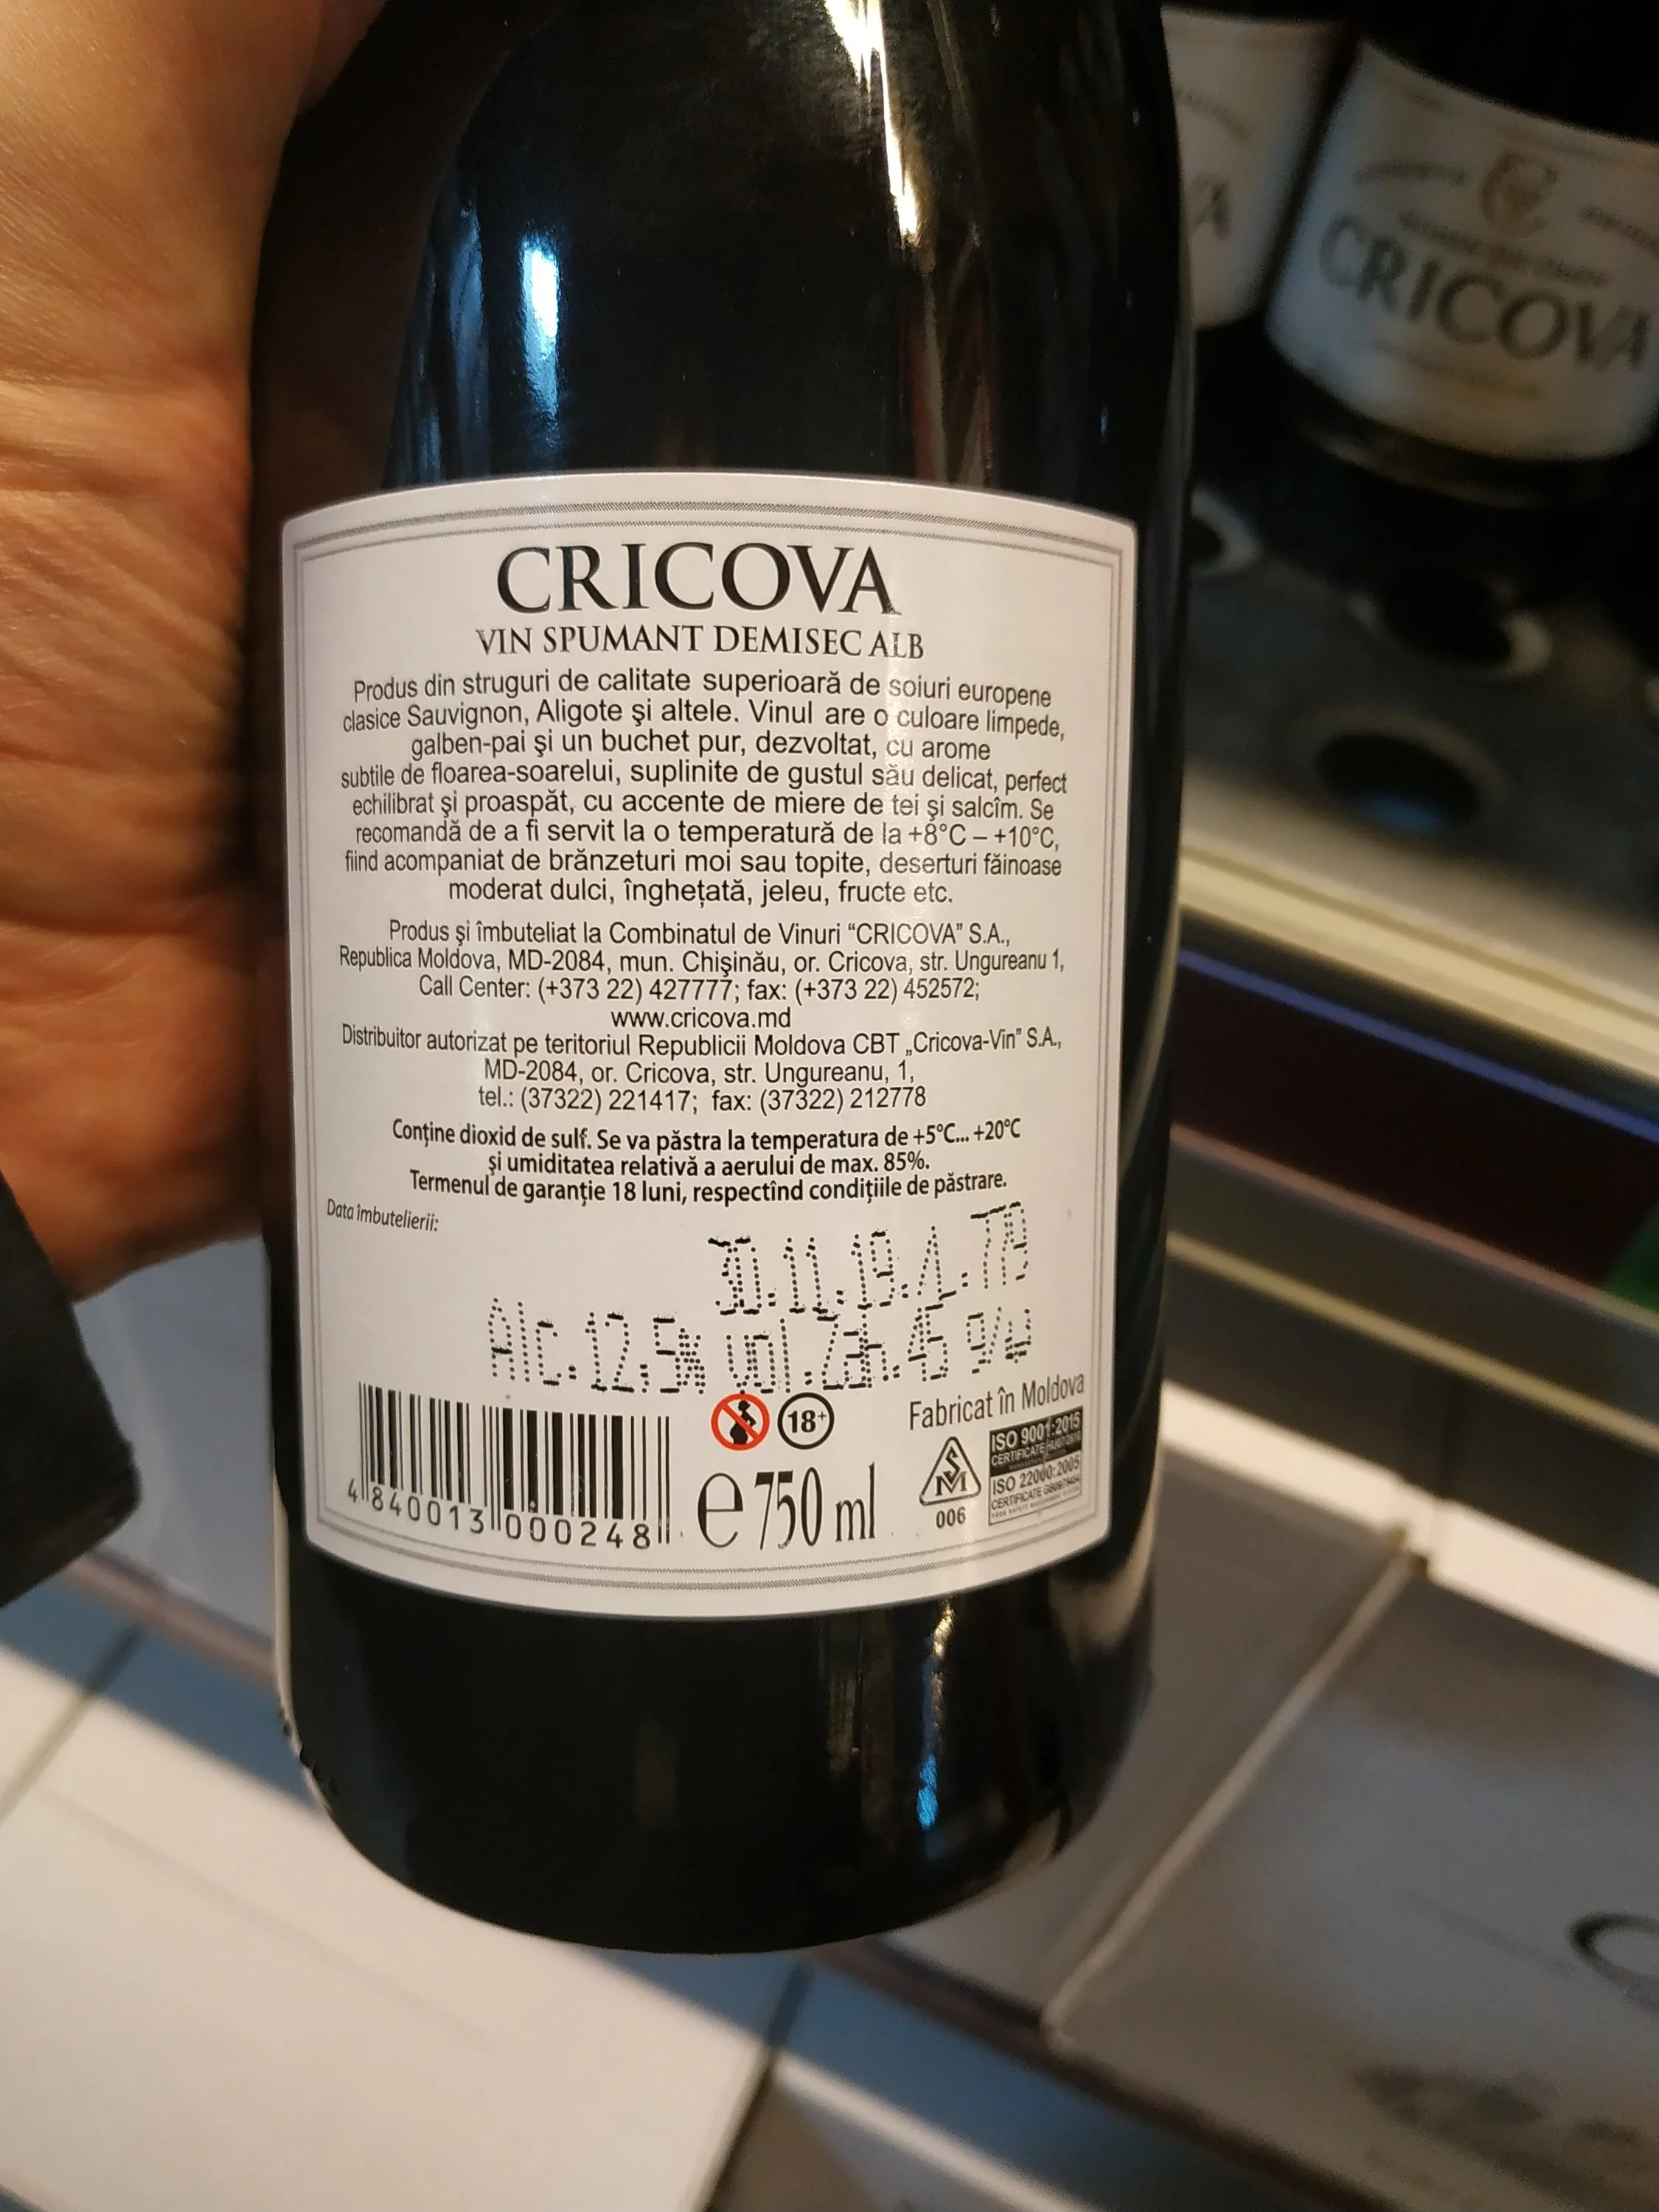 CRICOVA
CRICOVA
VIN SPUMANT DEMISEC ALB
Produs din struguri de calitate superioară de soiuri europene
clasice Sauvignon, Aligote şi altele. Vinul are o culoare limpede,
galben-pai şi un buchet pur, dezvoltat, cu arome
subtile de floarea-soarelui, suplinite de gustul său delicat, perfect
echilibrat şi proaspăt, cu accente de miere de tei şi salcîm. Se
recomandă de a fi servit la o temperatură de la +8°C – +10°C,
fiind acompaniat de brănzeturi moi sau topite, deserturi făinoase
moderat dulci, îngheţată, jeleu, fructe etc.
Produs şi îmbuteliat la Combinatul de Vinuri “CRICOVA” S.A.,
Republica Moldova, MD-2084, mun. Chişinău, or. Cricova, str. Ungureanu 1,
Call Center: (+373 22) 427777; fax: (+373 22) 452572;
www.cricova.md
Distribuitor autorizat pe teritoriul Republicii Moldova CBT „Cricova-Vin” S.A.,
MD-2084, or. Cricova, str. Ungureanu, 1,
tel.: (37322) 221417; fax: (37322) 212778
Conţine dioxid de sulf. Se va păstra la temperatura de +5°C... +20°C
şi umiditatea relativă a aerului de max. 85%.
Termenul de garanţie 18 luni, respectînd condiţiile de păstrare.
Data îmbutelierii:
30.11.19.1.779
Alc.12,5% vol.Zah.45 g/l
18+
Fabricat în Moldova
ISO 9001:2015
CERTIFICATE
ISO 22000:2005
CERTIFICATE
SM
006
4840013000248
e 750 ml